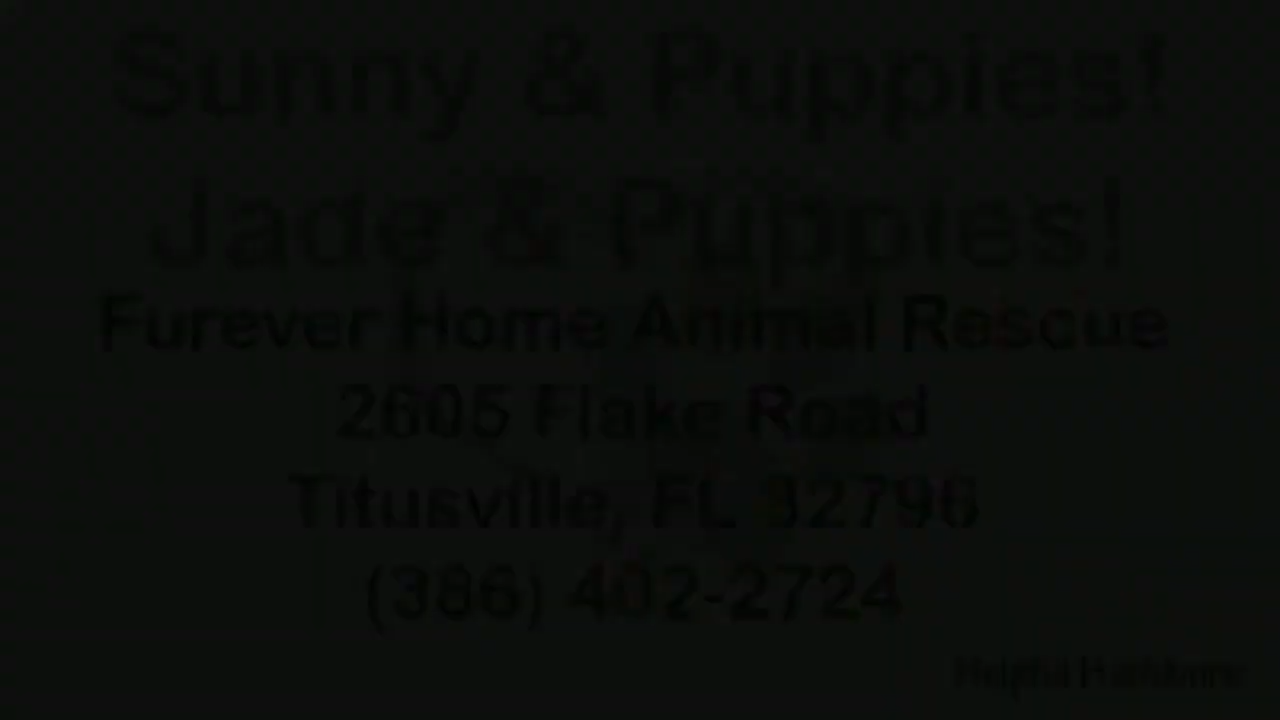 Sunny & Puppies!
Jade & Puppies!
Furever Home Animal Rescue
2605 Flake Road
Titusville, FL 32796
(386) 402-2724